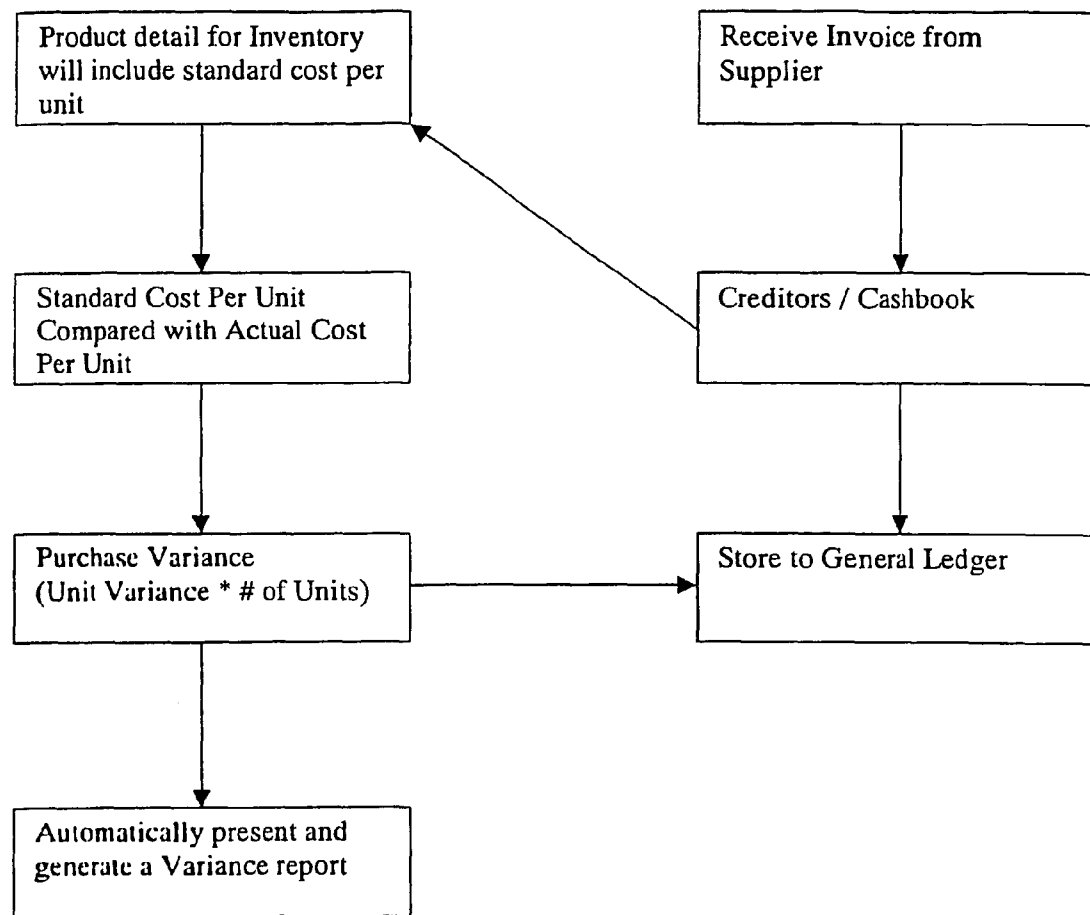 Product detail for Inventory
will include standard cost per
unit
Receive Invoice from
Supplier
Standard Cost Per Unit
Compared with Actual Cost
Per Unit
Creditors / Cashbook
Purchase Variance
(Unit Variance * # of Units)
Store to General Ledger
Automatically present and
generate a Variance report